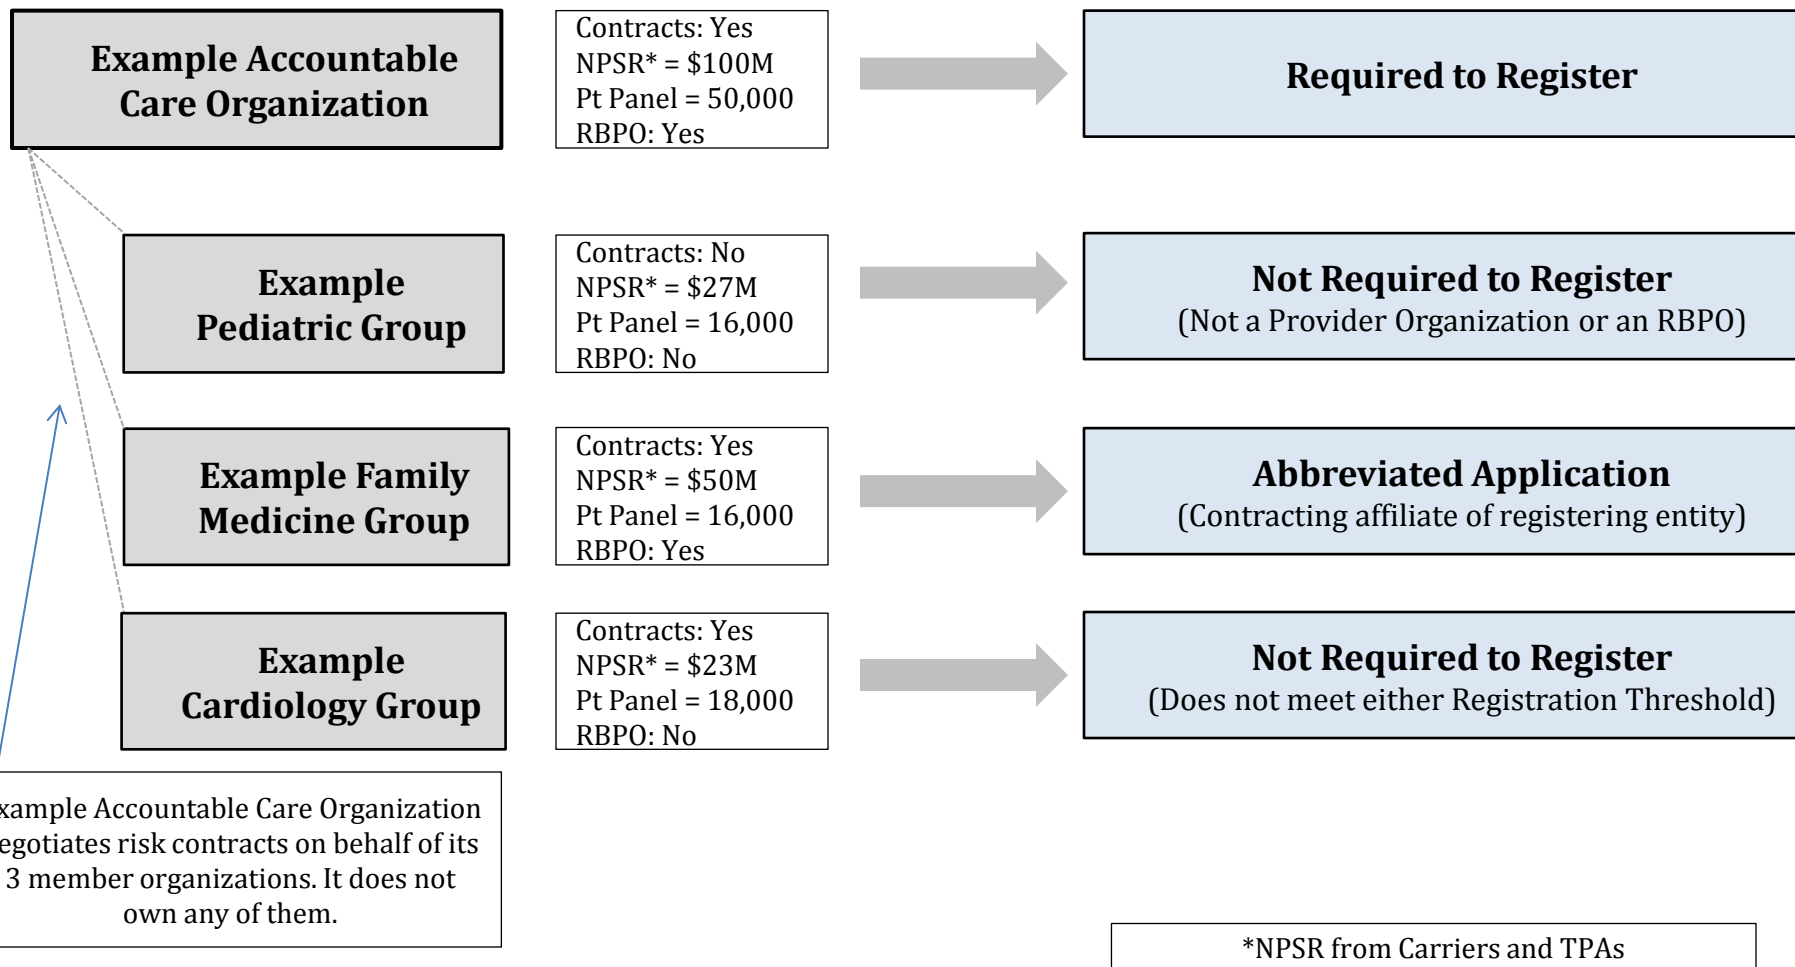 Example Accountable
Care Organization
Contracts: Yes
NPSR* = $100M
Pt Panel = 50,000
RBPO: Yes
Required to Register
Example
Pediatric Group
Contracts: No
NPSR* = $27M
Pt Panel = 16,000
RBPO: No
Not Required to Register
(Not a Provider Organization or an RBPO)
Example Family
Medicine Group
Contracts: Yes
NPSR* = $50M
Pt Panel = 16,000
RBPO: Yes
Abbreviated Application
(Contracting affiliate of registering entity)
Example
Cardiology Group
Contracts: Yes
NPSR* = $23M
Pt Panel = 18,000
RBPO: No
Not Required to Register
(Does not meet either Registration Threshold)
xample Accountable Care Organization
egotiates risk contracts on behalf of its
3 member organizations. It does not
own any of them.
*NPSR from Carriers and TPAs